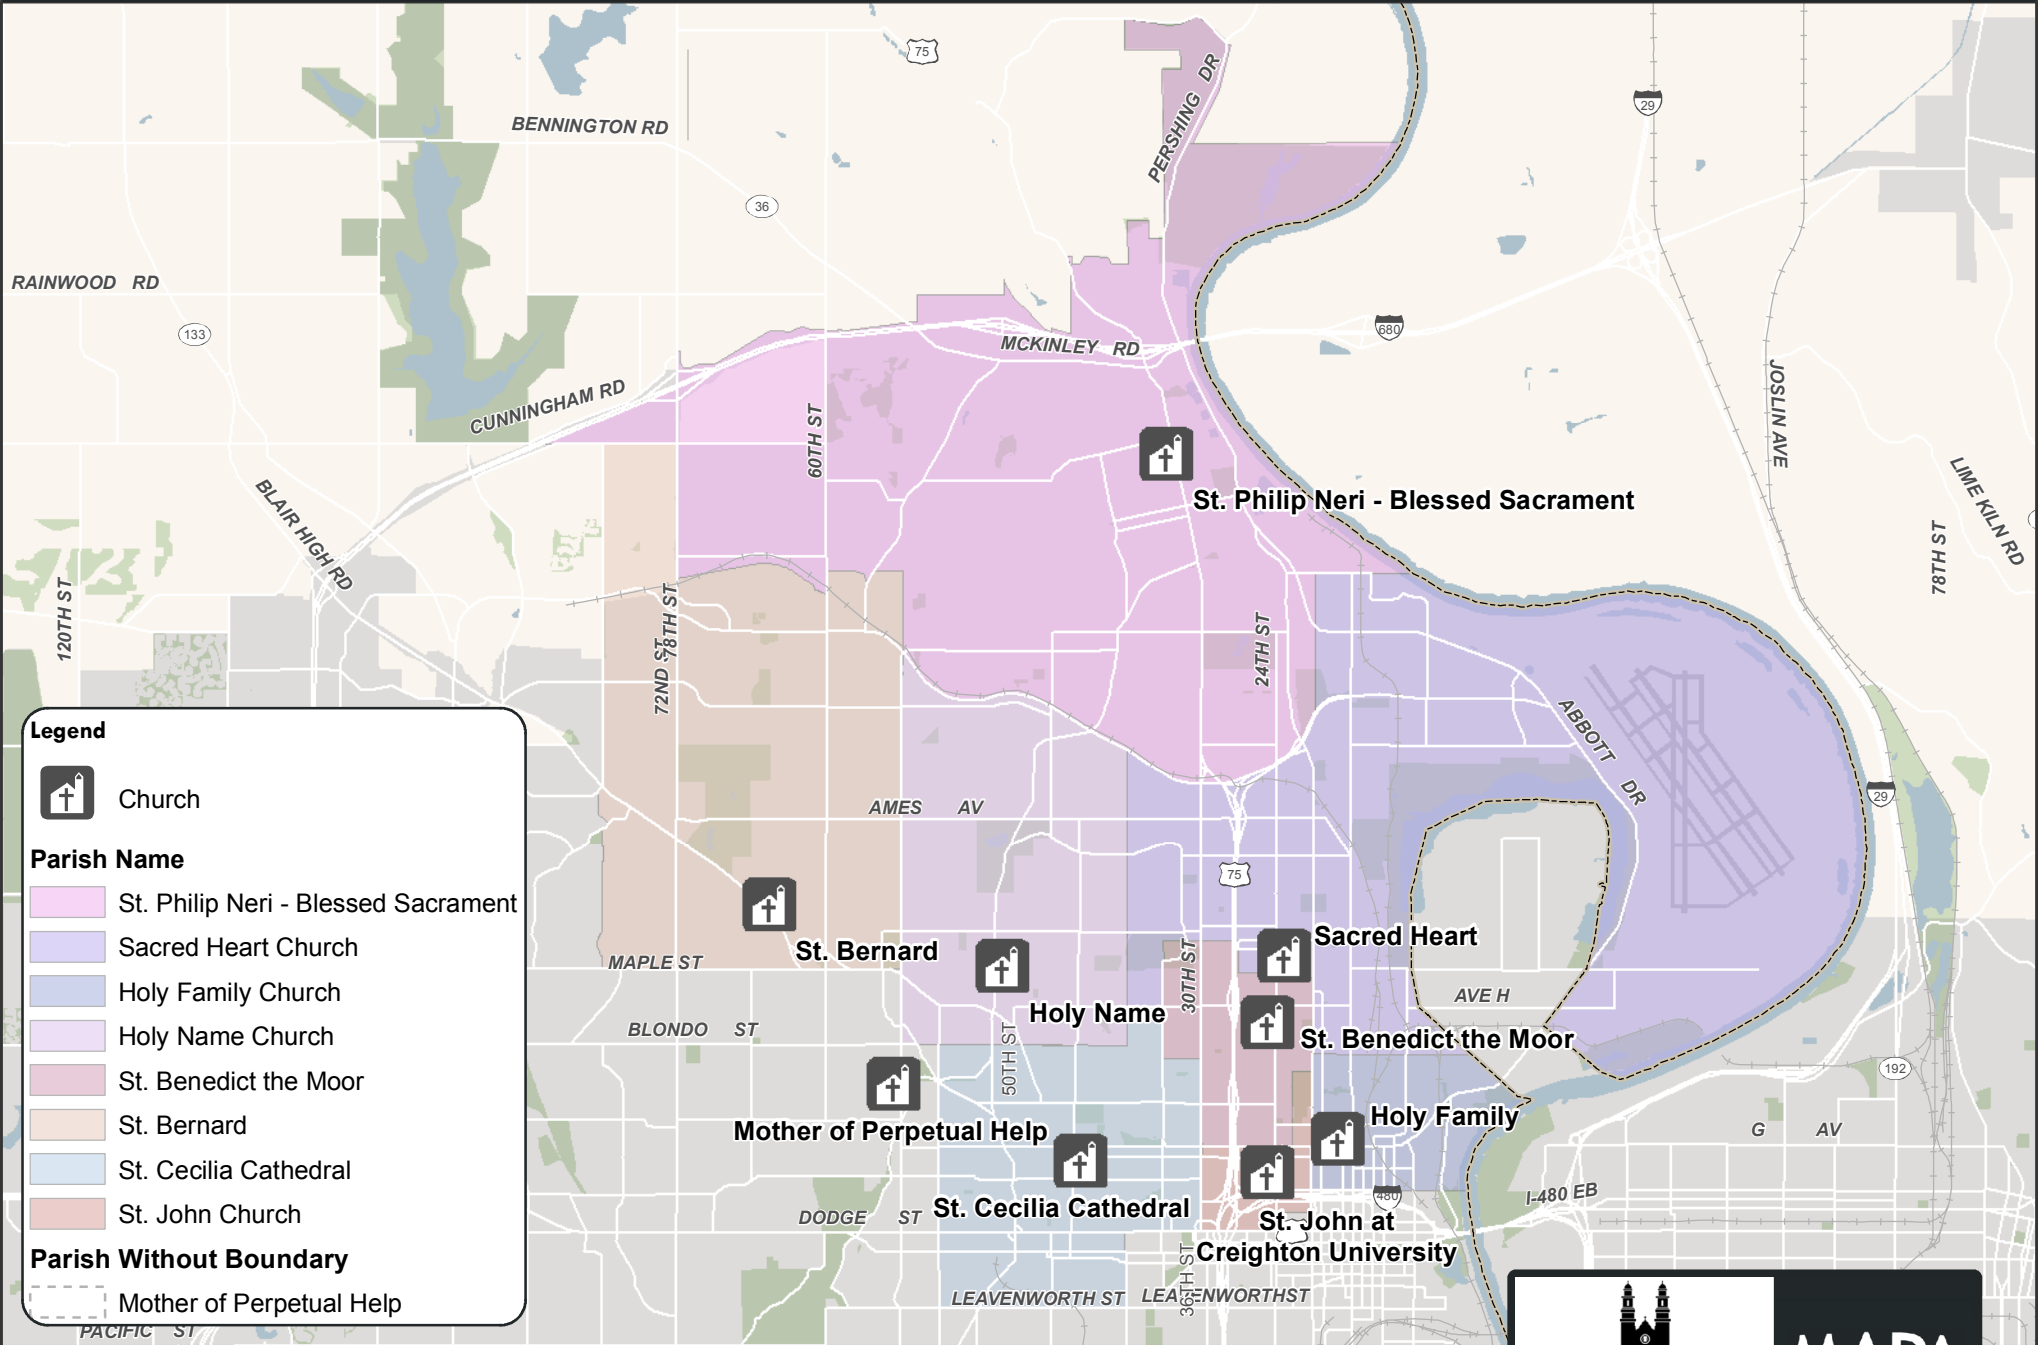 75
PERSHING DR
29
BENNINGTON RD
36
RAINWOOD RD
133
680
MCKINLEY RD
CUNNINGHAM RD
60TH ST
JOSLIN AVE
LIME KILN RD
BLAIR HIGH RD
St. Philip Neri - Blessed Sacrament
78TH ST
120TH ST
78TH ST
72ND ST
24TH ST
ABBOTT DR
29
AMES AV
75
St. Bernard
Sacred Heart
MAPLE ST
30TH ST
AVE H
Holy Name
BLONDO ST
50TH ST
St. Benedict the Moor
192
Mother of Perpetual Help
Holy Family
G AV
St. Cecilia Cathedral
480
I-480 EB
DODGE ST
St. John at
Creighton University
36TH ST
LEAVENWORTH ST
LEAVENWORTHST
PACIFIC ST
Legend
Church
Parish Name
St. Philip Neri - Blessed Sacrament
Sacred Heart Church
Holy Family Church
Holy Name Church
St. Benedict the Moor
St. Bernard
St. Cecilia Cathedral
St. John Church
Parish Without Boundary
Mother of Perpetual Help
MAPA